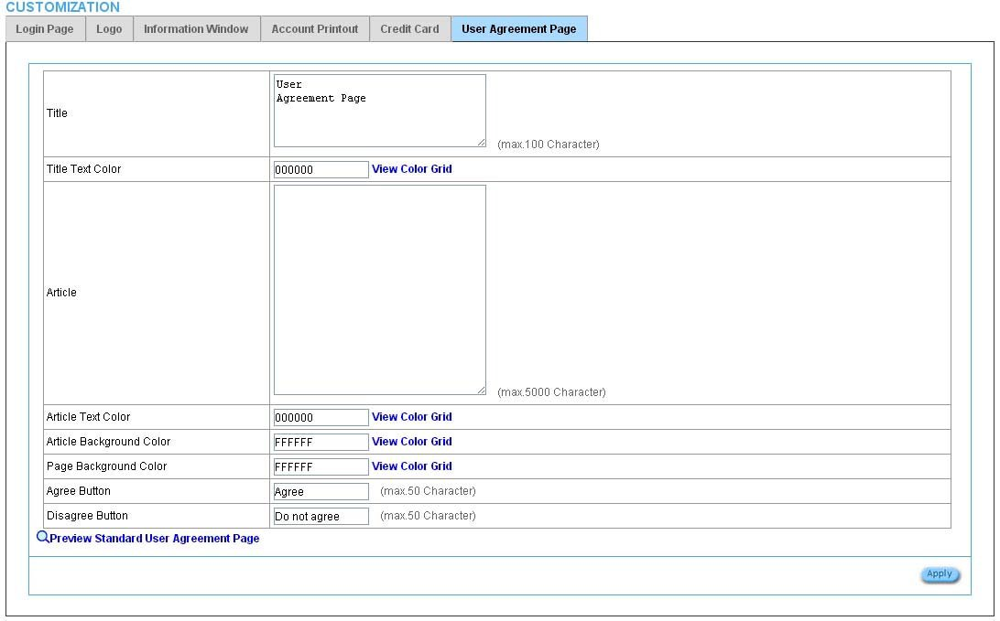 CUSTOMIZATION
Login Page Logo Information Window Account Printout Credit Card User Agreement Page
Title
User
Agreement Page
(max.100 Character)
Title Text Color 000000 View Color Grid
Article
(max.5000 Character)
Article Text Color 000000 View Color Grid
Article Background Color FFFFFF View Color Grid
Page Background Color FFFFFF View Color Grid
Agree Button Agree (max.50 Character)
Disagree Button Do not agree (max.50 Character)
Preview Standard User Agreement Page
Apply